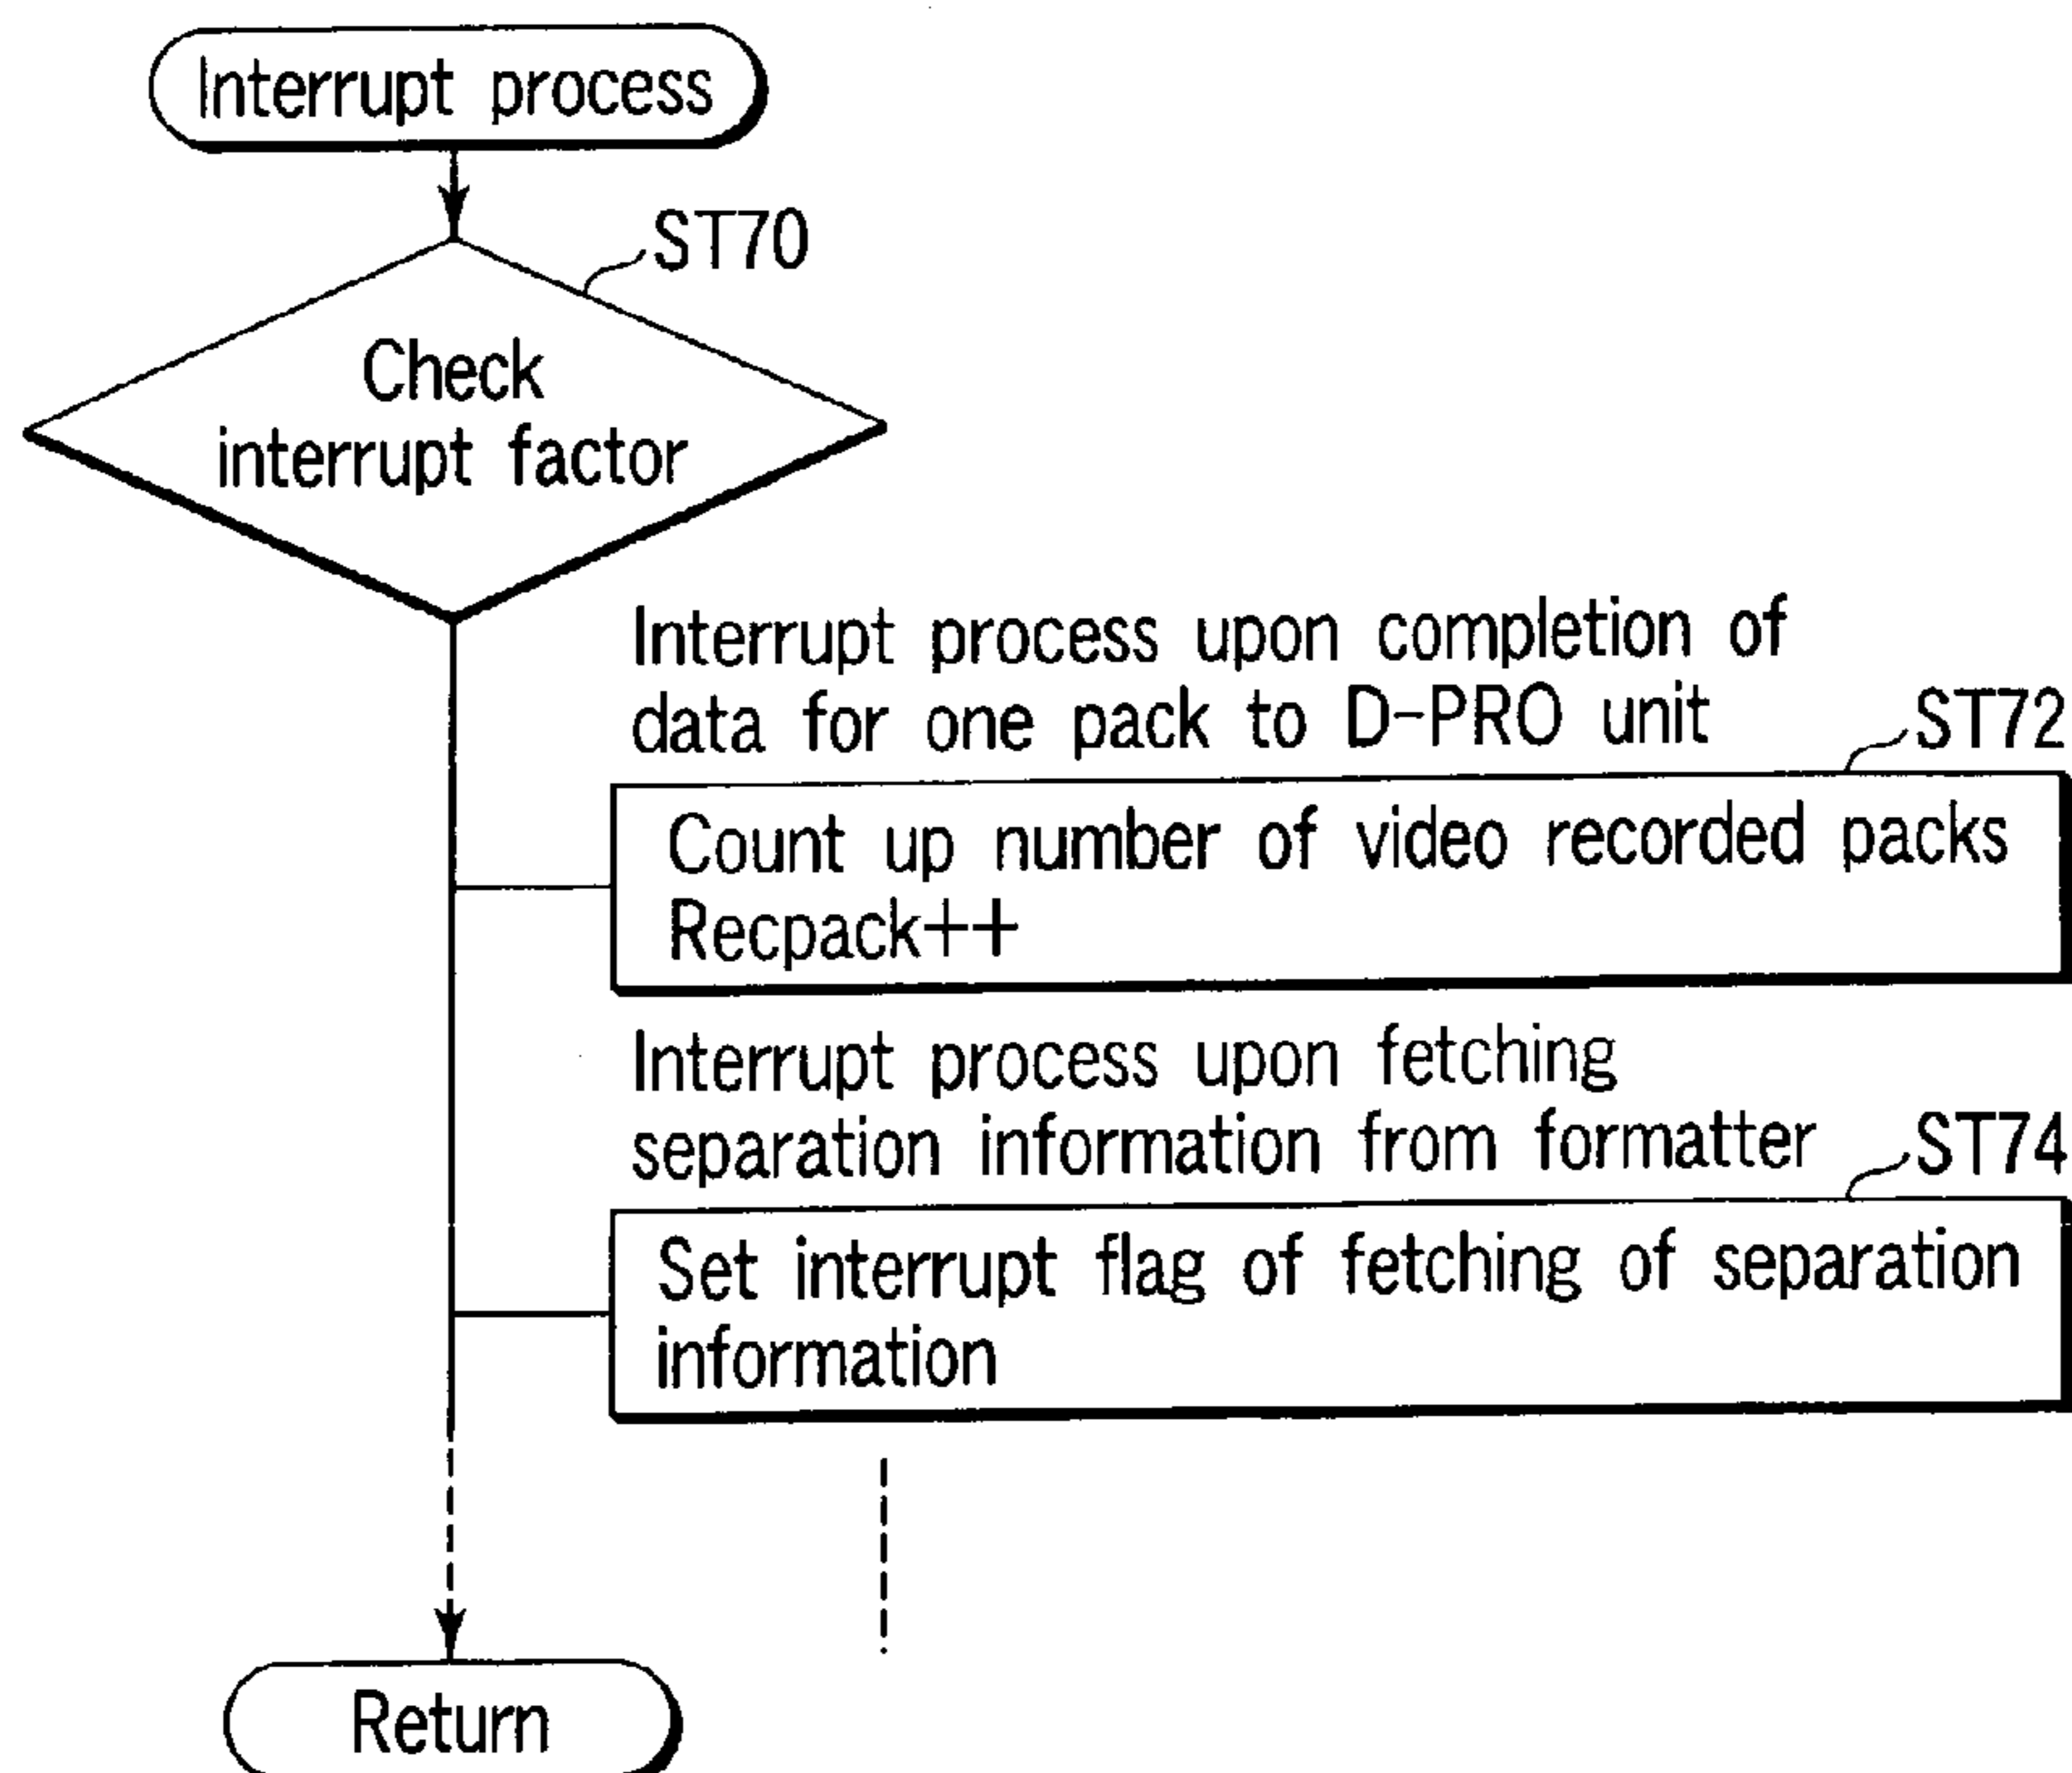 Interrupt process
ST70
Check
interrupt factor
Interrupt process upon completion of
data for one pack to D-PRO unit
ST72
Count up number of video recorded packs
Recpack++
Interrupt process upon fetching
separation information from formatter
ST74
Set interrupt flag of fetching of separation
information
Return